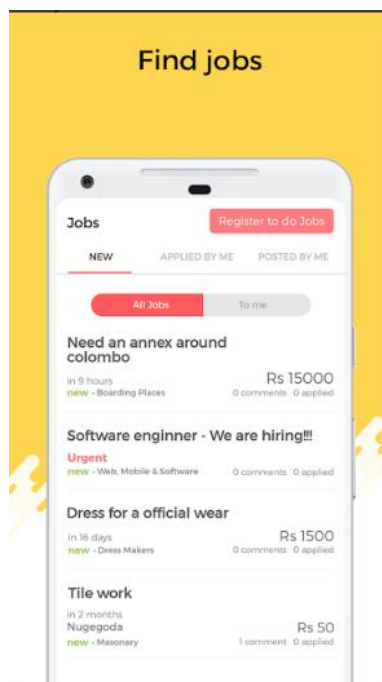 Find jobs
Jobs
Register to do Jobs
NEW
APPLIED BY ME
POSTED BY ME
All Jobs
To me
Need an annex around
colombo
in 9 hours
Rs 15000
new - Boarding Places
0 comments 0 applied
Software enginner - We are hiring!!!
Urgent
new - Web, Mobile & Software
0 comments 0 applied
Dress for a official wear
in 16 days
Rs 1500
new - Dress Makers
0 comments 0 applied
Tile work
in 2 months
Nugegoda
Rs 50
new - Masonary
1 comment 0 applied